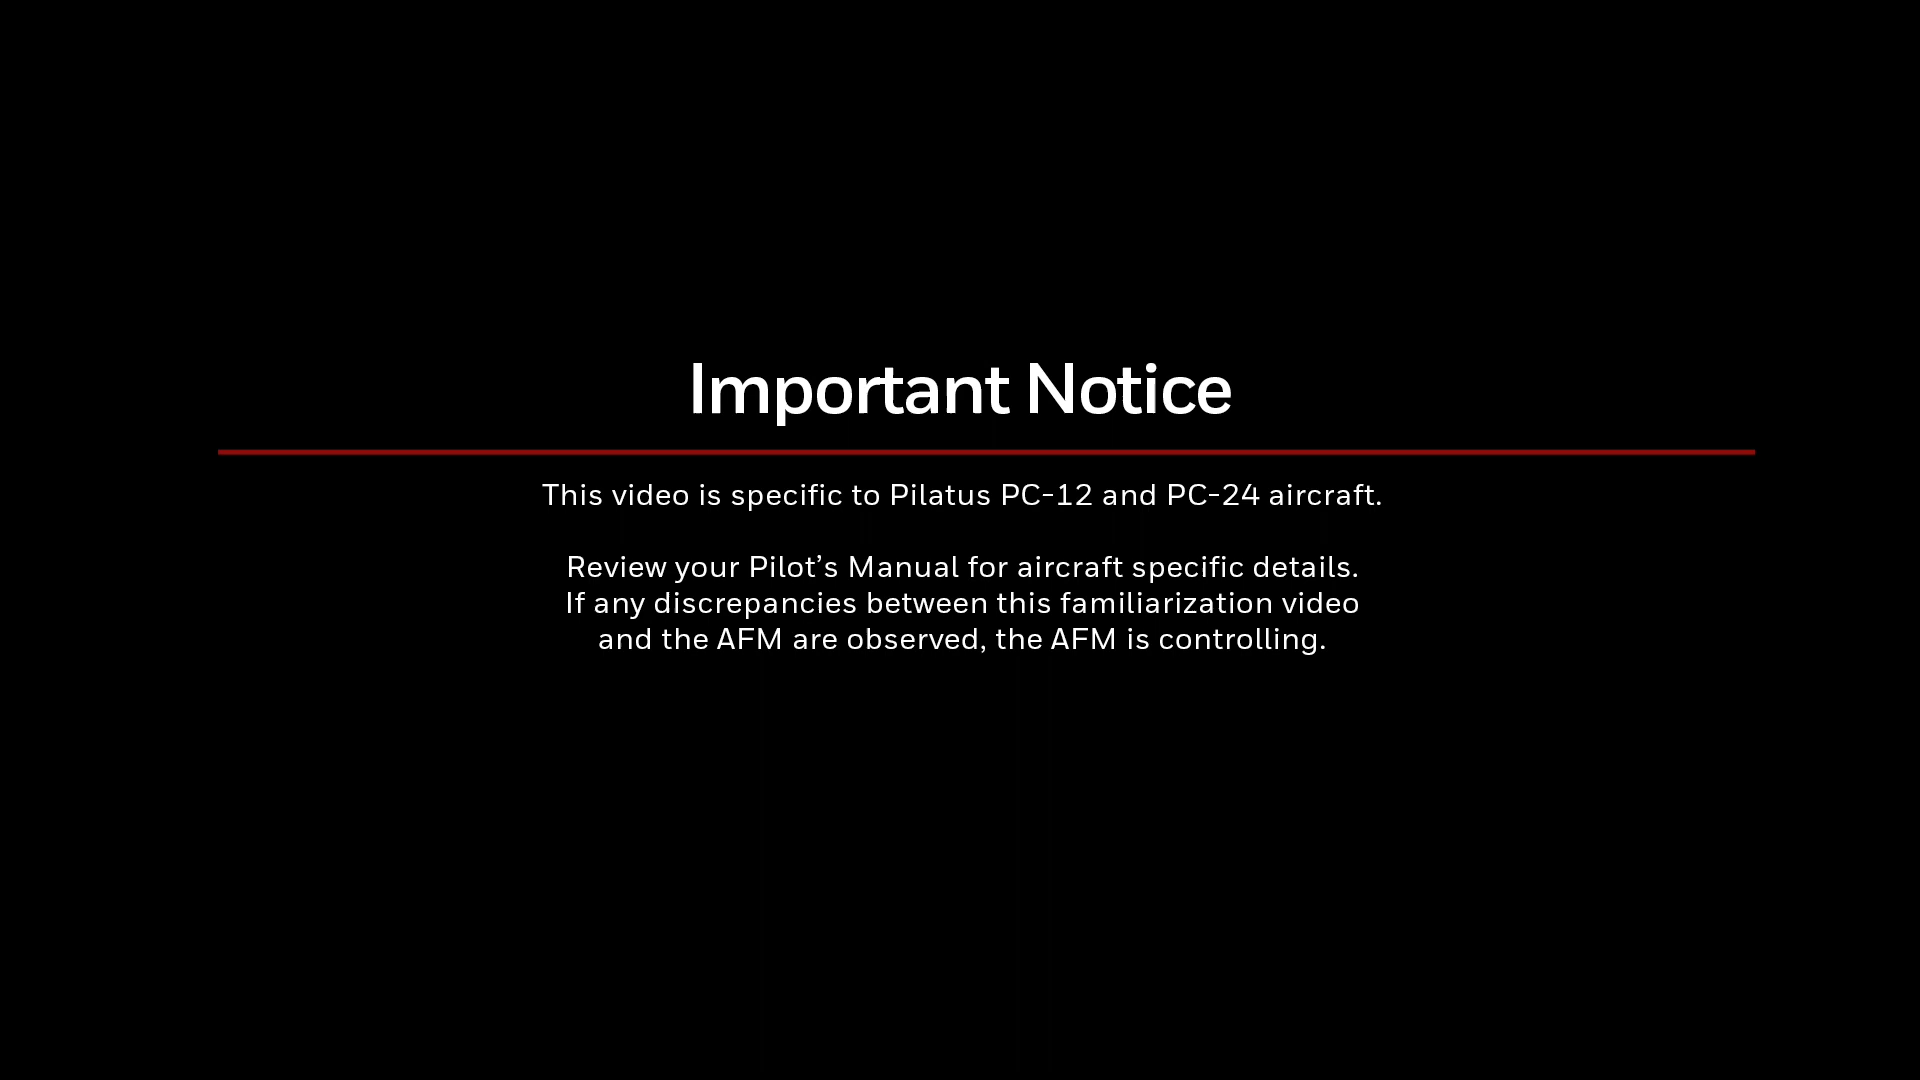 Important Notice
This video is specific to Pilatus PC-12 and PC-24 aircraft.
Review your Pilot’s Manual for aircraft specific details.
If any discrepancies between this familiarization video
and the AFM are observed, the AFM is controlling.